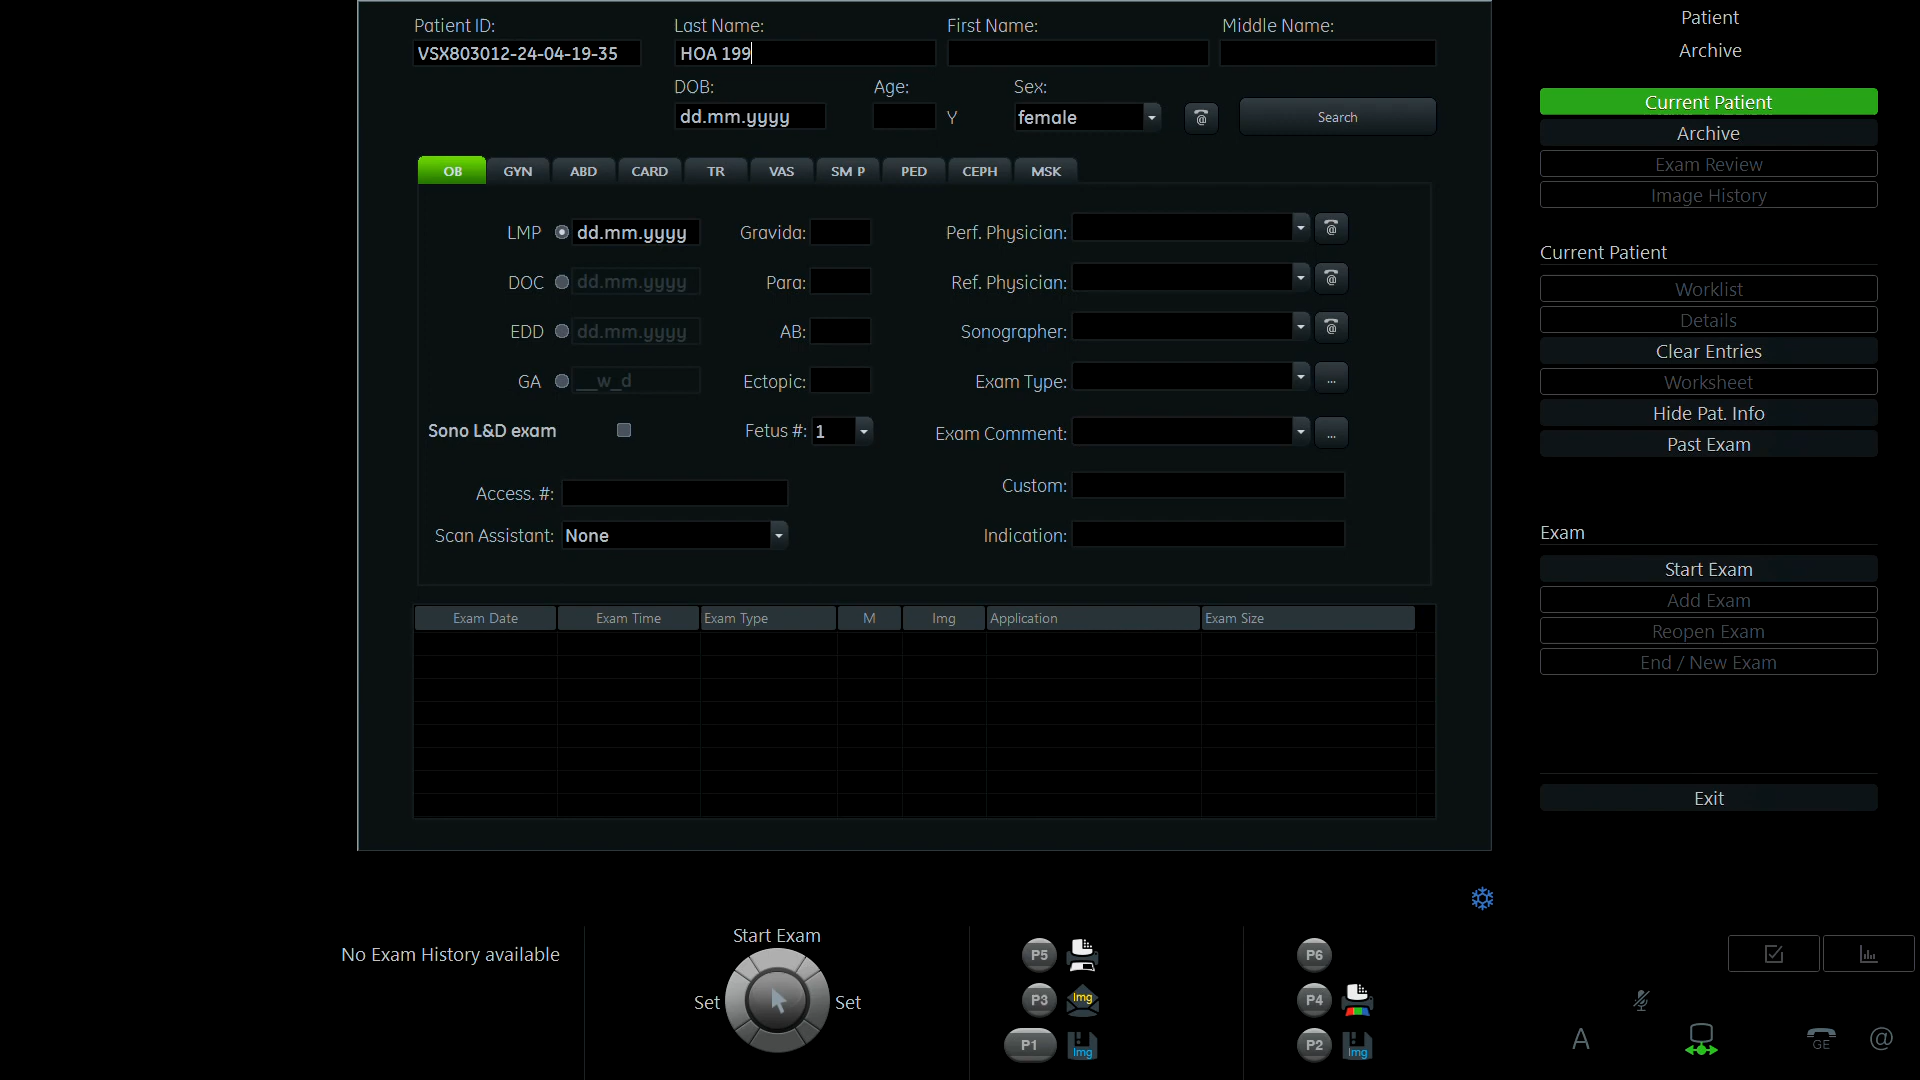 Patient ID:
Last Name:
First Name:
Middle Name:
VSX803012-24-04-19-35
HOA 199
DOB:
Age:
Sex:
dd.mm.yyyy
Y
female
@
Search
OB
GYN
ABD
CARD
TR
VAS
SM P
PED
CEPH
MSK
LMP
dd.mm.yyyy
Gravida:
Perf. Physician:
@
DOC
dd.mm.yyyy
Para:
Ref. Physician:
@
EDD
dd.mm.yyyy
AB:
Sonographer:
@
GA
__w_d
Ectopic:
Exam Type:
...
Sono L&D exam
Fetus #:
1
Exam Comment:
...
Access. #:
Custom:
Scan Assistant:
None
Indication:
Exam Date
Exam Time
Exam Type
M
Img
Application
Exam Size
Patient
Archive
Current Patient
Archive
Exam Review
Image History
Current Patient
Worklist
Details
Clear Entries
Worksheet
Hide Pat. Info
Past Exam
Exam
Start Exam
Add Exam
Reopen Exam
End / New Exam
Exit
No Exam History available
Start Exam
Set
Set
P5
P3
Img
P1
Img
P6
P4
P2
Img
A
GE
@